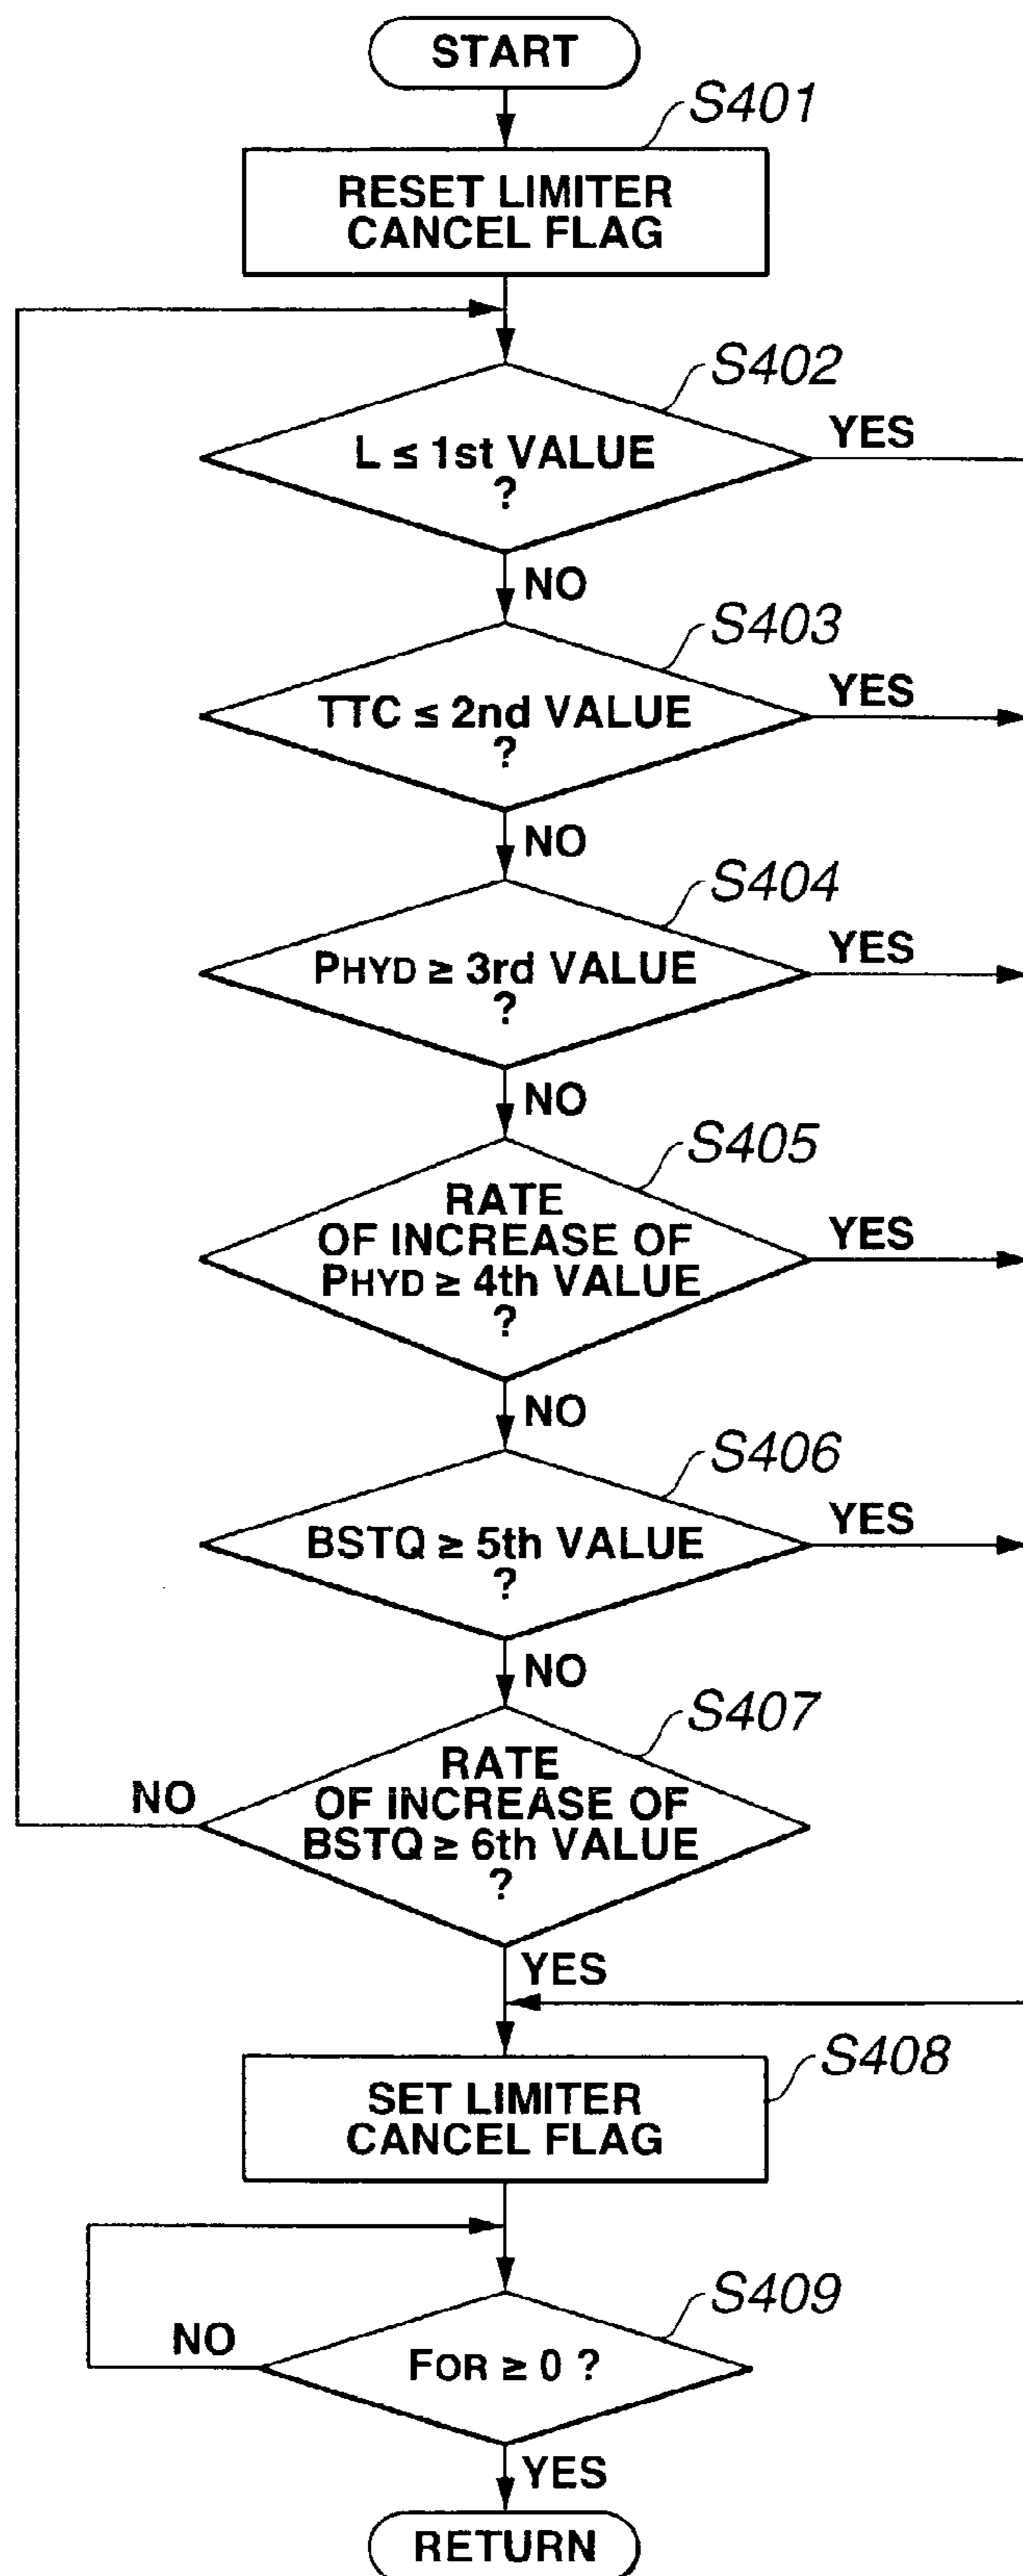 START
S401
RESET LIMITER
CANCEL FLAG
S402
L ≤ 1st VALUE
?
YES
NO
S403
TTC ≤ 2nd VALUE
?
YES
NO
S404
PHYD ≥ 3rd VALUE
?
YES
NO
S405
RATE
OF INCREASE OF
PHYD ≥ 4th VALUE
?
YES
NO
S406
BSTQ ≥ 5th VALUE
?
YES
NO
S407
RATE
OF INCREASE OF
BSTQ ≥ 6th VALUE
?
NO
YES
S408
SET LIMITER
CANCEL FLAG
S409
FOR ≥ 0 ?
NO
YES
RETURN